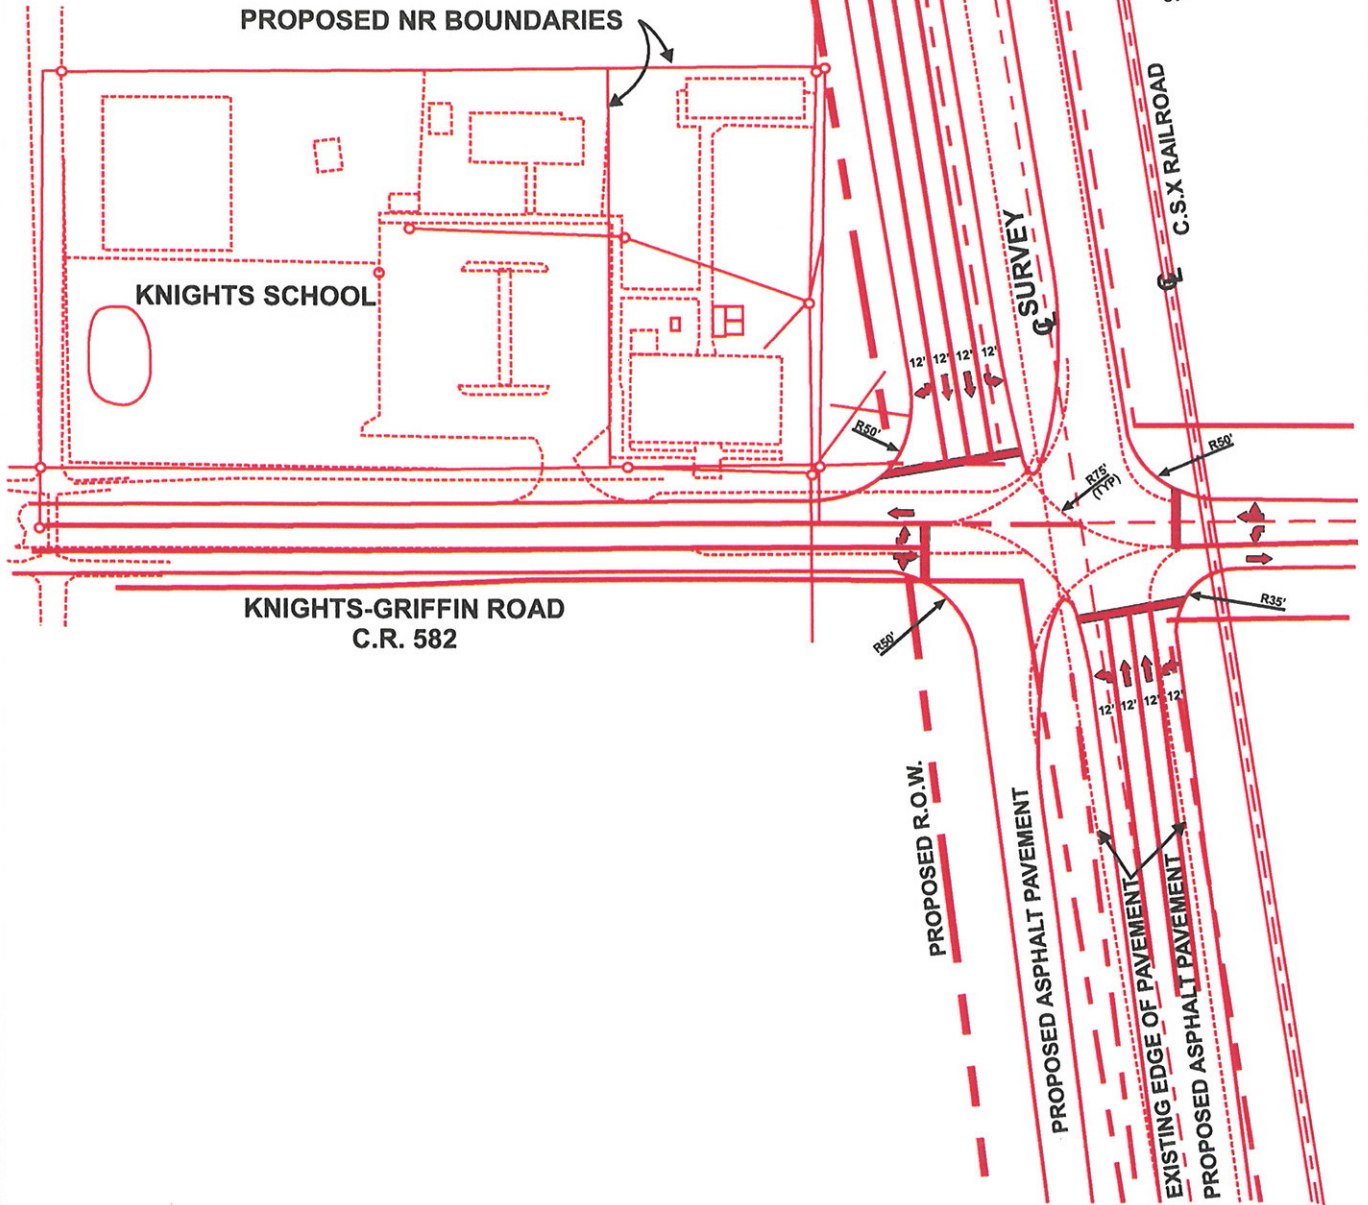 PROPOSED NR BOUNDARIES
C.S.X RAILROAD
℄
SURVEY
℄
KNIGHTS SCHOOL
12' 12' 12' 12'
R50'
R50'
R75'
(TYP)
KNIGHTS-GRIFFIN ROAD
C.R. 582
R50'
R35'
12' 12' 12' 12'
PROPOSED R.O.W.
PROPOSED ASPHALT PAVEMENT
EXISTING EDGE OF PAVEMENT
PROPOSED ASPHALT PAVEMENT